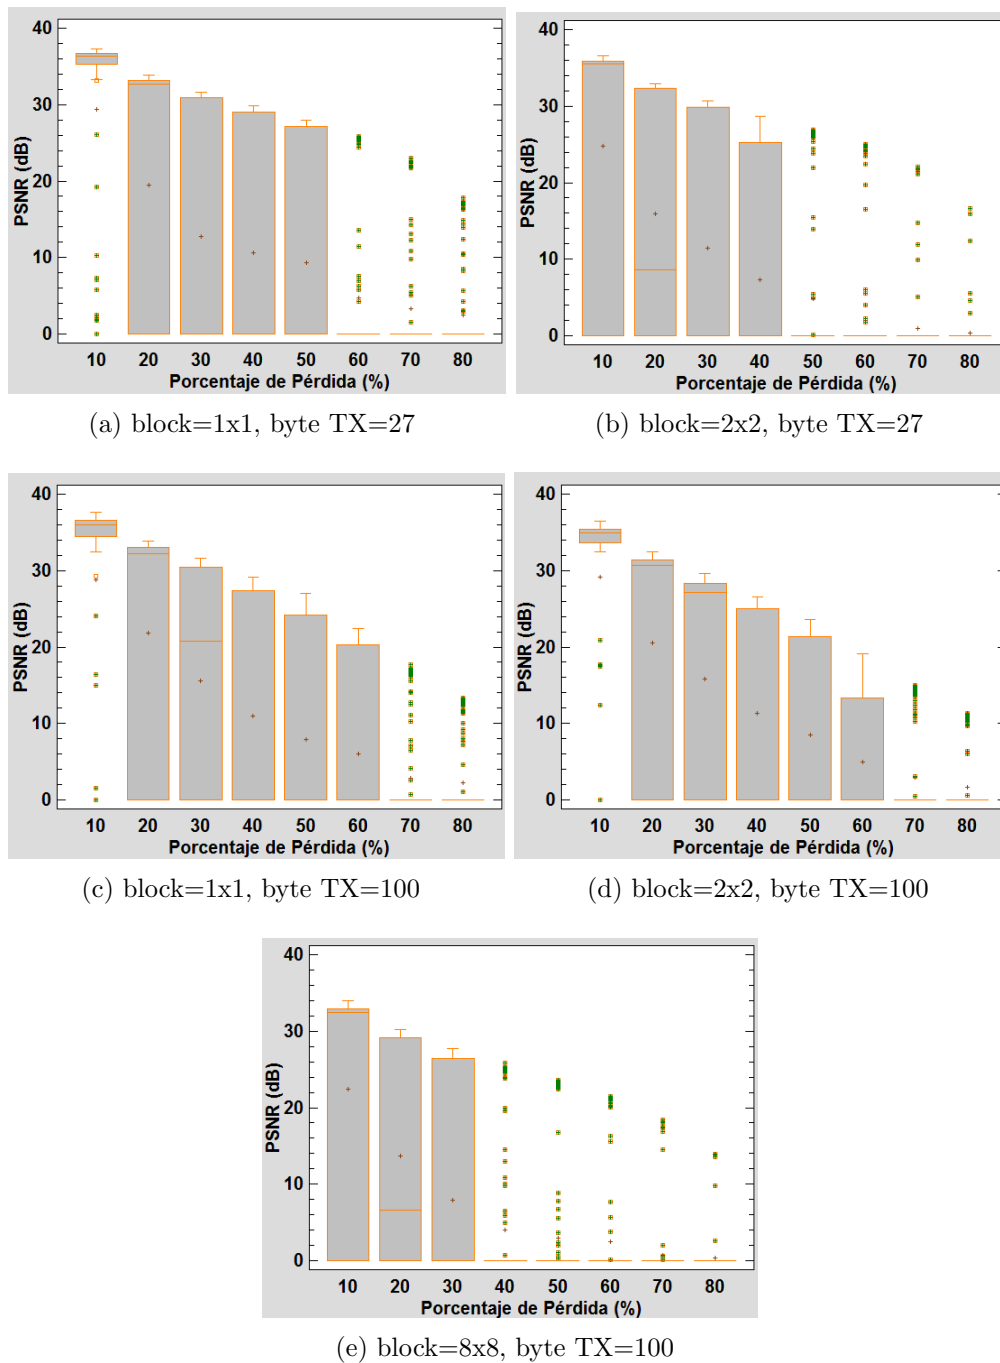 40
30
20
10
0
PSNR (dB)
10 20 30 40 50 60 70 80
Porcentaje de Pérdida (%)
(a) block=1x1, byte TX=27
40
30
20
10
0
PSNR (dB)
10 20 30 40 50 60 70 80
Porcentaje de Pérdida (%)
(b) block=2x2, byte TX=27
40
30
20
10
0
PSNR (dB)
10 20 30 40 50 60 70 80
Porcentaje de Pérdida (%)
(c) block=1x1, byte TX=100
40
30
20
10
0
PSNR (dB)
10 20 30 40 50 60 70 80
Porcentaje de Pérdida (%)
(d) block=2x2, byte TX=100
40
30
20
10
0
PSNR (dB)
10 20 30 40 50 60 70 80
Porcentaje de Pérdida (%)
(e) block=8x8, byte TX=100